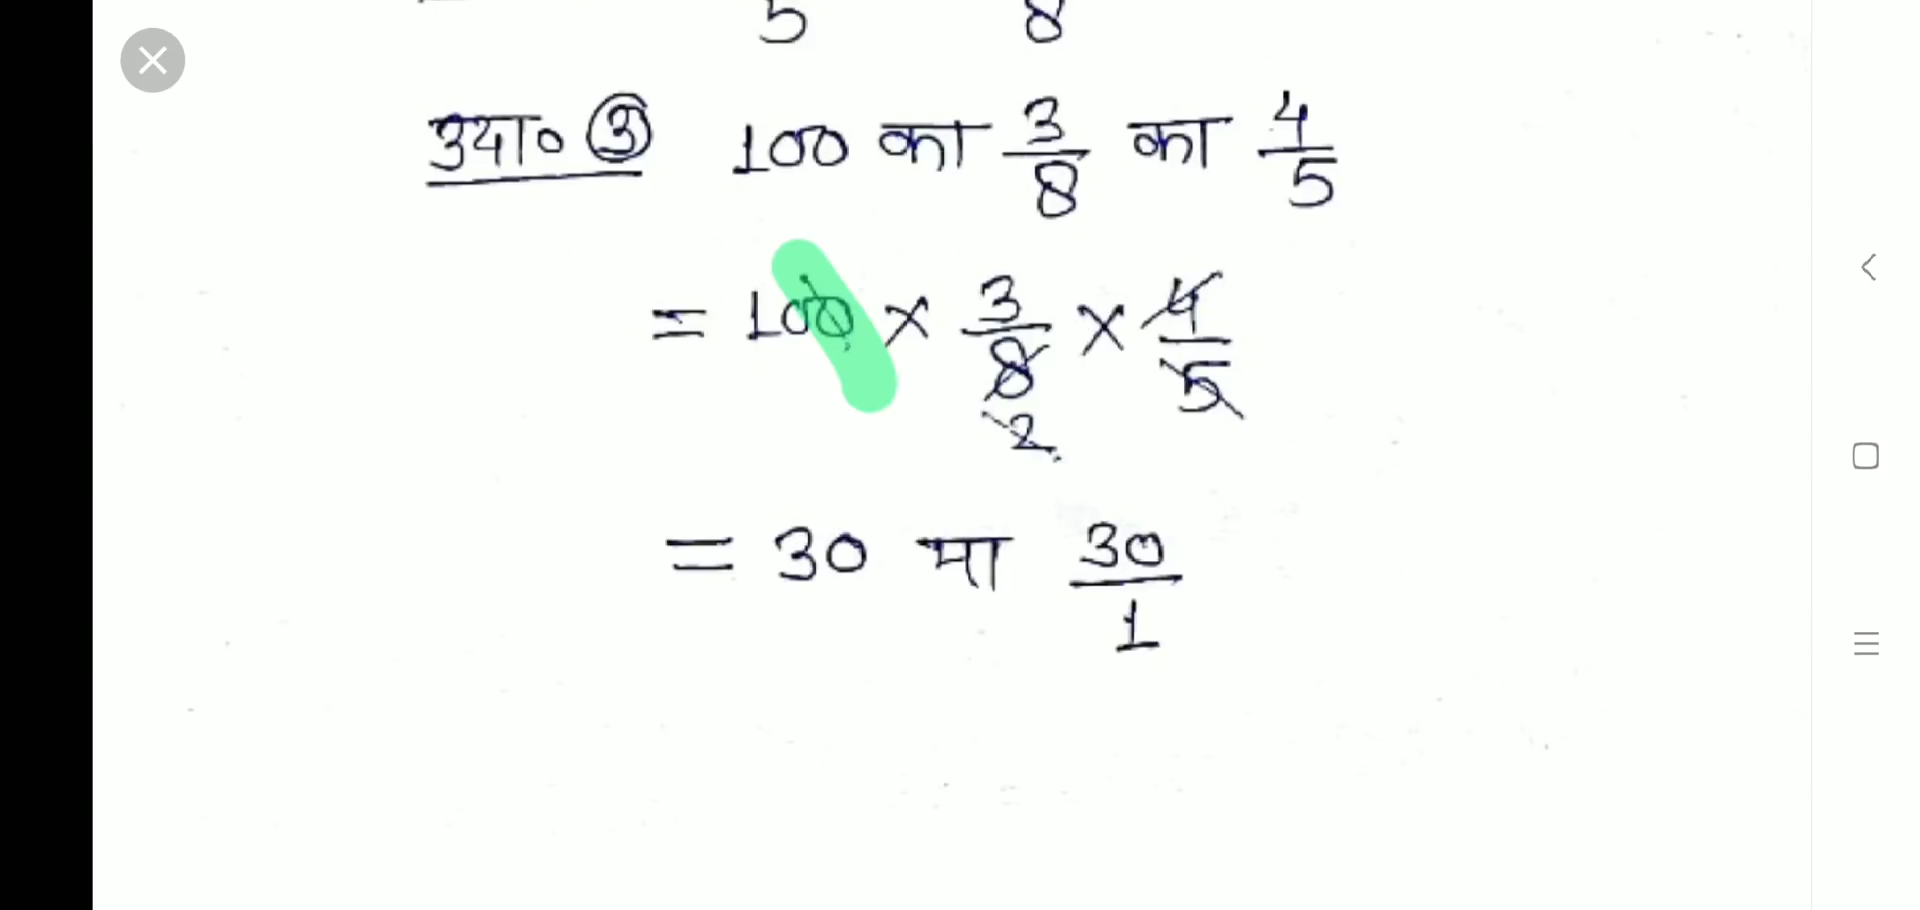 5 8
उदा० ③ 100 का 3/8 का 4/5
= 100 × 3/8 × 4/5
2
= 30 या 30/1